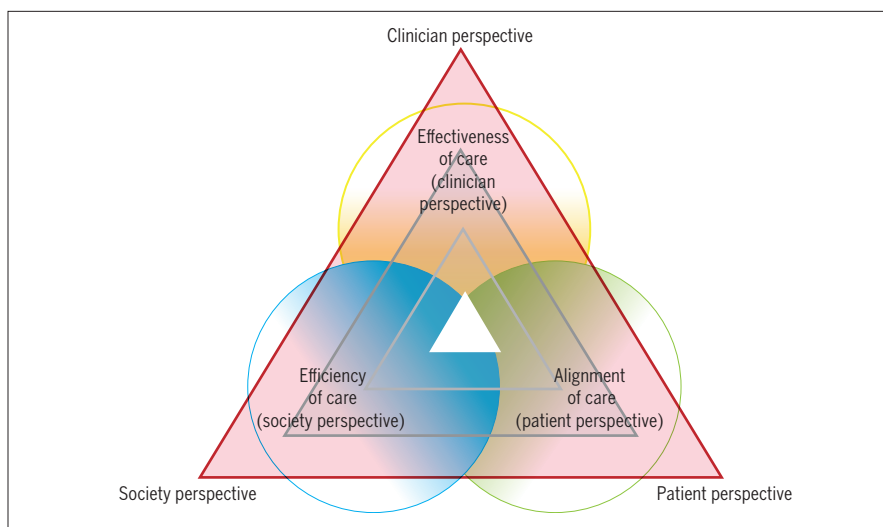 Clinician perspective
Effectiveness
of care
(clinician
perspective)
Efficiency
of care
(society perspective)
Alignment
of care
(patient perspective)
Society perspective
Patient perspective